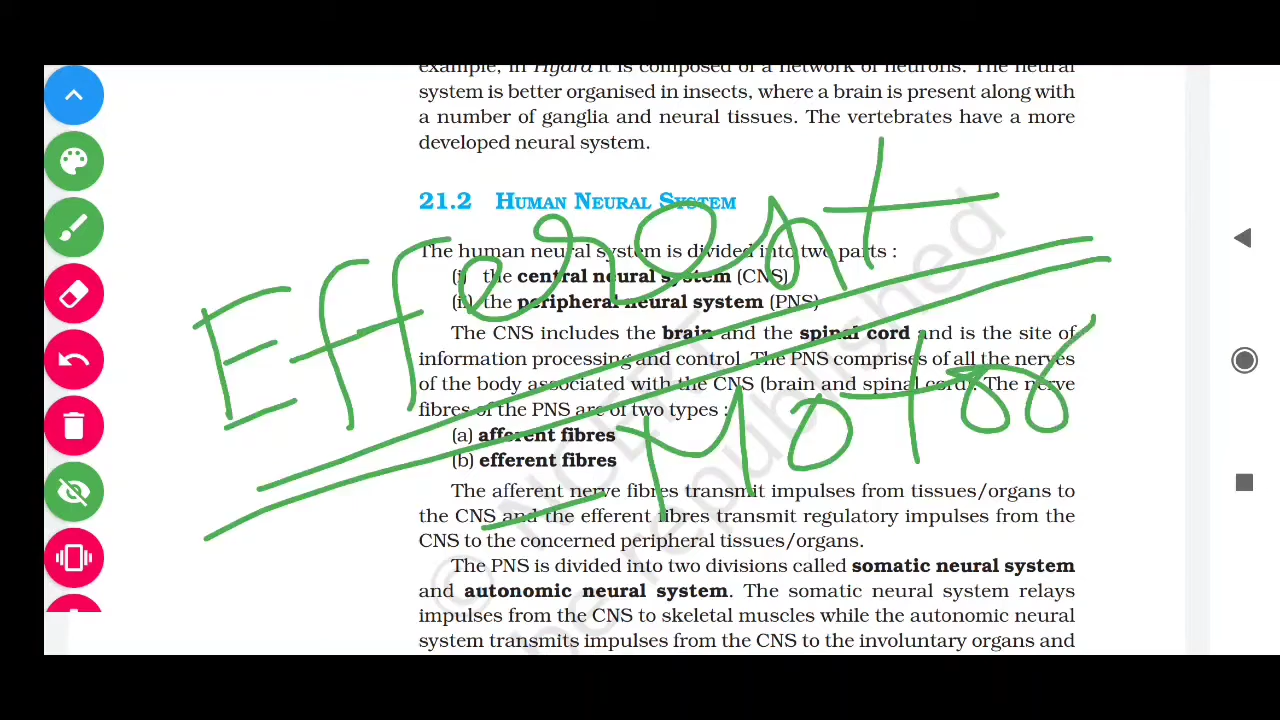 example, in Hydra it is composed of a network of neurons. The neural
system is better organised in insects, where a brain is present along with
a number of ganglia and neural tissues. The vertebrates have a more
developed neural system.
21.2 HUMAN NEURAL SYSTEM
The human neural system is divided into two parts :
(i) the central neural system (CNS)
(ii) the peripheral neural system (PNS)
The CNS includes the brain and the spinal cord and is the site of
information processing and control. The PNS comprises of all the nerves
of the body associated with the CNS (brain and spinal cord). The nerve
fibres of the PNS are of two types :
(a) afferent fibres
(b) efferent fibres
The afferent nerve fibres transmit impulses from tissues/organs to
the CNS and the efferent fibres transmit regulatory impulses from the
CNS to the concerned peripheral tissues/organs.
The PNS is divided into two divisions called somatic neural system
and autonomic neural system. The somatic neural system relays
impulses from the CNS to skeletal muscles while the autonomic neural
system transmits impulses from the CNS to the involuntary organs and
Efferent
Motor
© NCERT
be republished